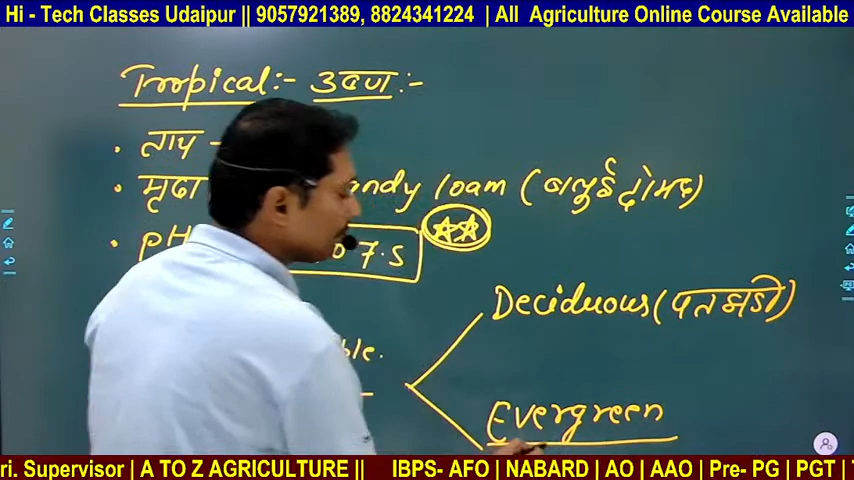 Hi - Tech Classes Udaipur || 9057921389, 8824341224 | All Agriculture Online Course Available
Tropical:- उष्ण:-
• ताप -
• मृदा andy loam (बलुई दोमट)
• pH 7.5
Deciduous (पतझड़ी)
ble.
Evergreen
ri. Supervisor | A TO Z AGRICULTURE || IBPS- AFO | NABARD | AO | AAO | Pre- PG | PGT |